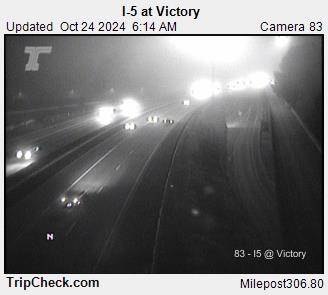 I-5 at Victory
Updated Oct 24 2024 6:14 AM Camera 83
T
N
83 - I5 @ Victory
TripCheck.com Milepost306.80